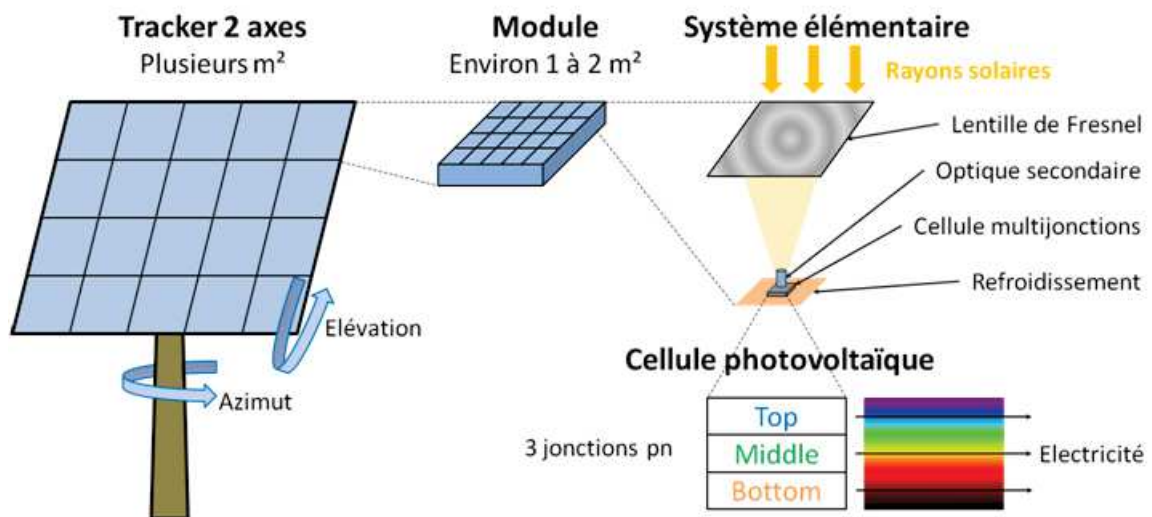 Tracker 2 axes
Plusieurs m²
Module
Environ 1 à 2 m²
Système élémentaire
Rayons solaires
Lentille de Fresnel
Optique secondaire
Cellule multijonctions
Refroidissement
Elévation
Azimut
Cellule photovoltaïque
3 jonctions pn
Top
Middle
Bottom
Electricité